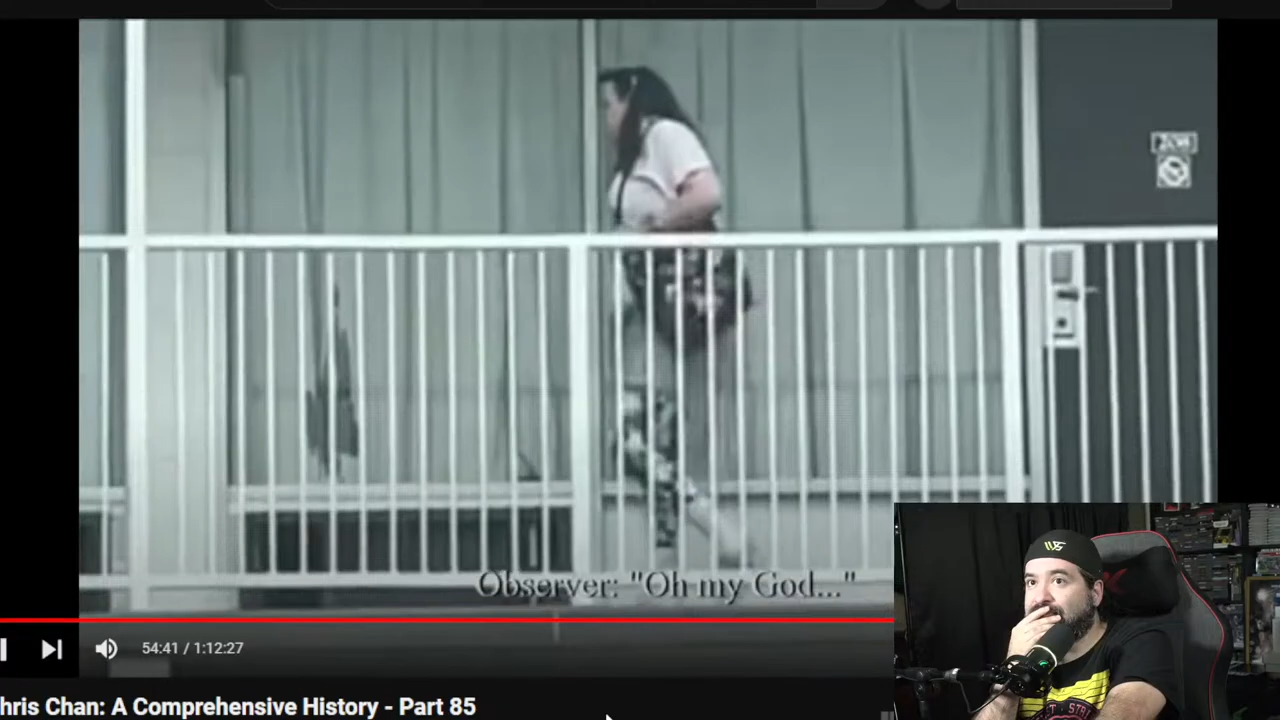 Observer: "Oh my God..."
54:41 / 1:12:27
hris Chan: A Comprehensive History - Part 85